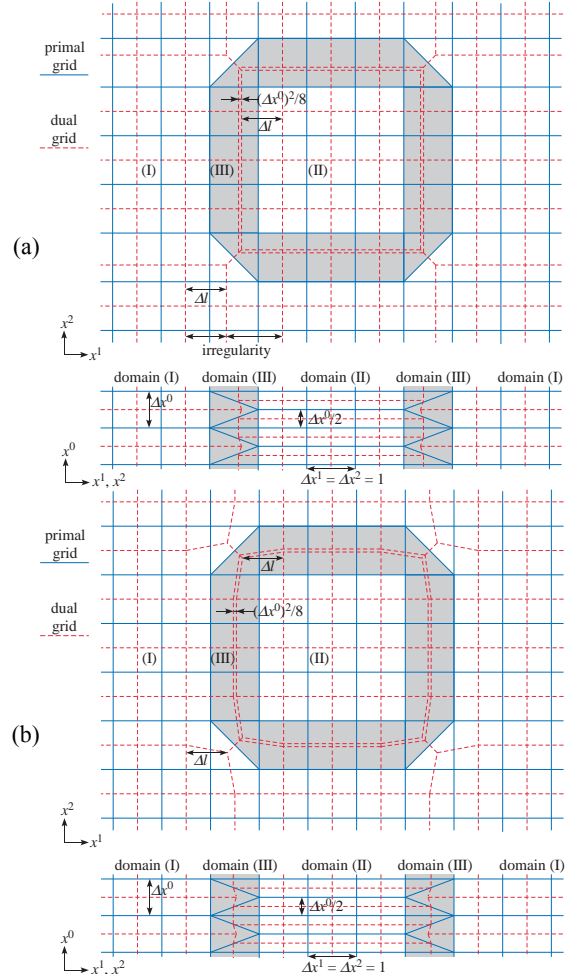 primal
grid
dual
grid
(Δx⁰)²/8
Δl
(I)
(III)
(II)
(a)
Δl
irregularity
x²
x¹
domain (I)
domain (III)
domain (II)
domain (III)
domain (I)
Δx⁰
Δx⁰/2
x⁰
x¹, x²
Δx¹ = Δx² = 1
primal
grid
Δl
dual
grid
(Δx⁰)²/8
(I)
(III)
(II)
(b)
Δl
x²
x¹
domain (I)
domain (III)
domain (II)
domain (III)
domain (I)
Δx⁰
Δx⁰/2
x⁰
x¹, x²
Δx¹ = Δx² = 1